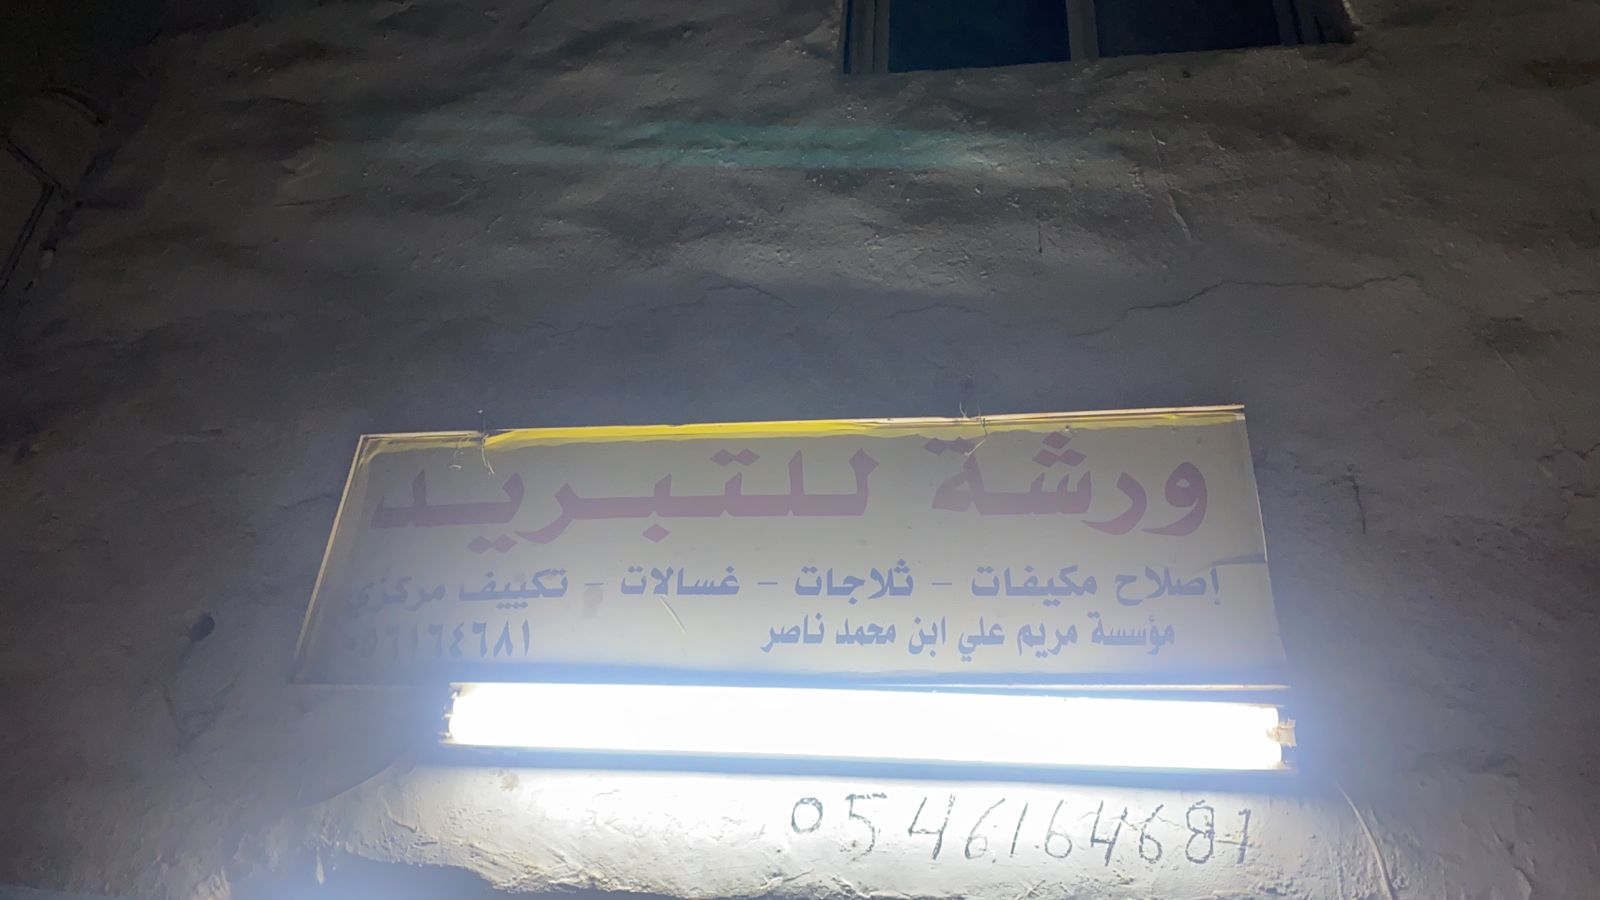 ورشة للتبريد
إصلاح مكيفات - ثلاجات - غسالات - تكييف مركزي
مؤسسة مريم علي ابن محمد ناصر
0546164681